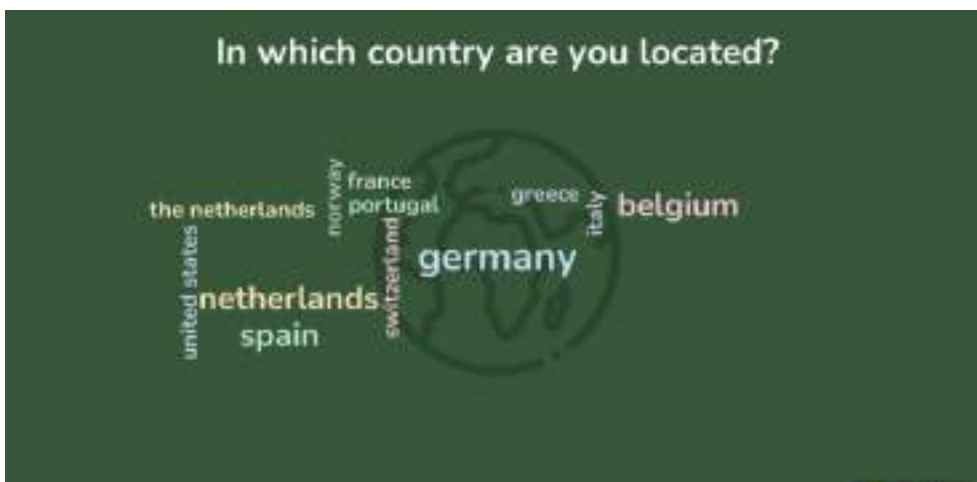 In which country are you located?
norway
france
the netherlands
portugal
greece
italy
belgium
united states
switzerland
germany
netherlands
spain